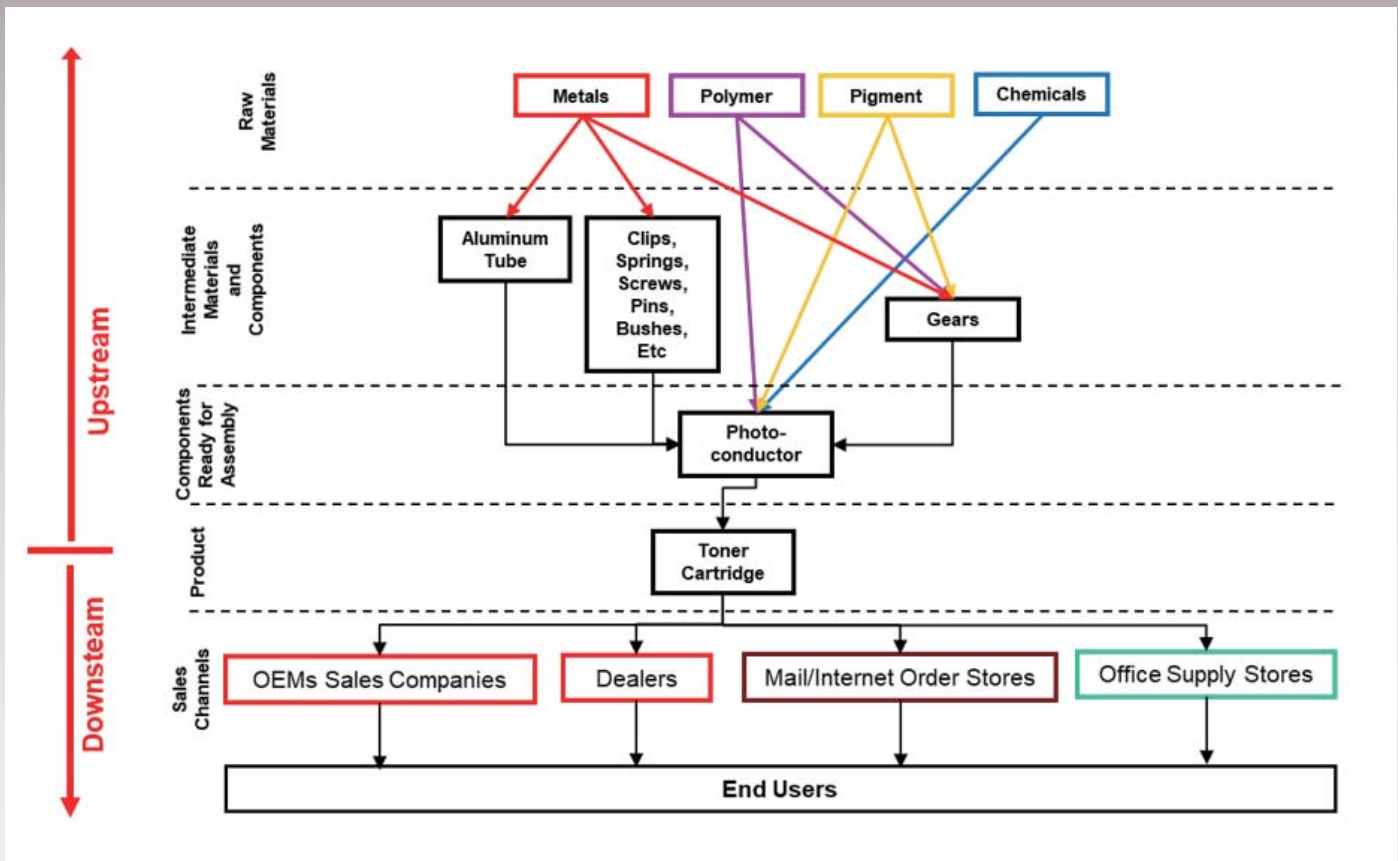 Raw
Materials
Metals
Polymer
Pigment
Chemicals
Intermediate
Materials
and
Components
Aluminum
Tube
Clips,
Springs,
Screws,
Pins,
Bushes,
Etc
Gears
Upstream
Components
Ready for
Assembly
Photo-
conductor
Product
Toner
Cartridge
Downsteam
Sales
Channels
OEMs Sales Companies
Dealers
Mail/Internet Order Stores
Office Supply Stores
End Users